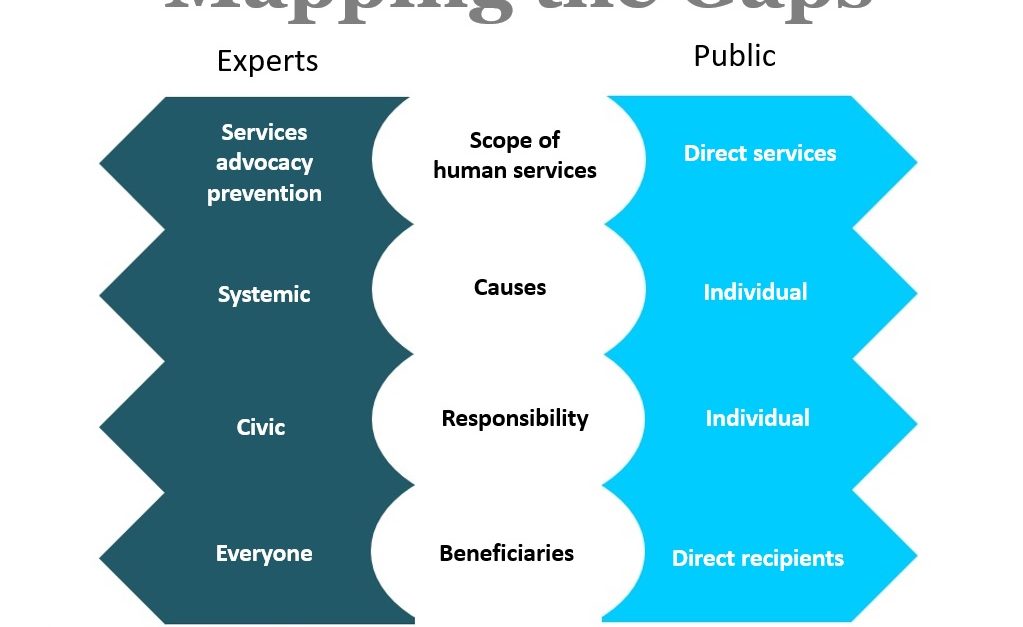 Mapping the Gaps
Experts
Public
Services
advocacy
prevention
Scope of
human services
Direct services
Systemic
Causes
Individual
Civic
Responsibility
Individual
Everyone
Beneficiaries
Direct recipients